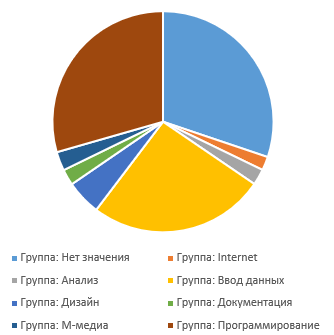 Группа: Нет значения
Группа: Internet
Группа: Анализ
Группа: Ввод данных
Группа: Дизайн
Группа: Документация
Группа: М-медиа
Группа: Программирование